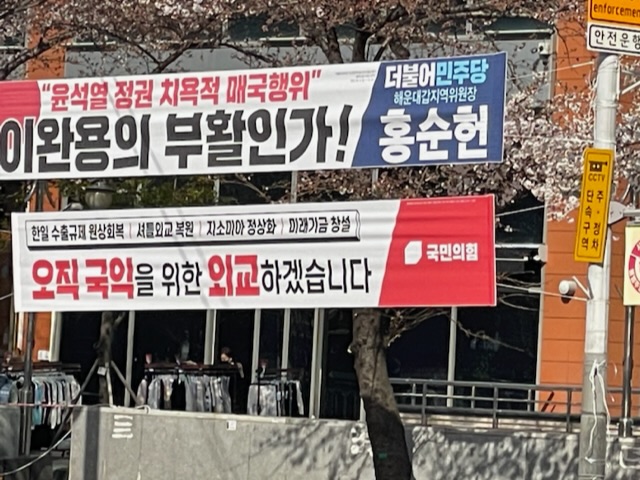 enforcement
안전운행
"윤석열 정권 치욕적 매국행위"
이완용의 부활인가!
더불어민주당
해운대갑지역위원장
홍순헌
CCTV
주·정차
단속구역
한일 수출규제 원상회복 | 셔틀외교 복원 | 지소미아 정상화 | 미래기금 창설
오직 국익을 위한 외교하겠습니다
국민의힘